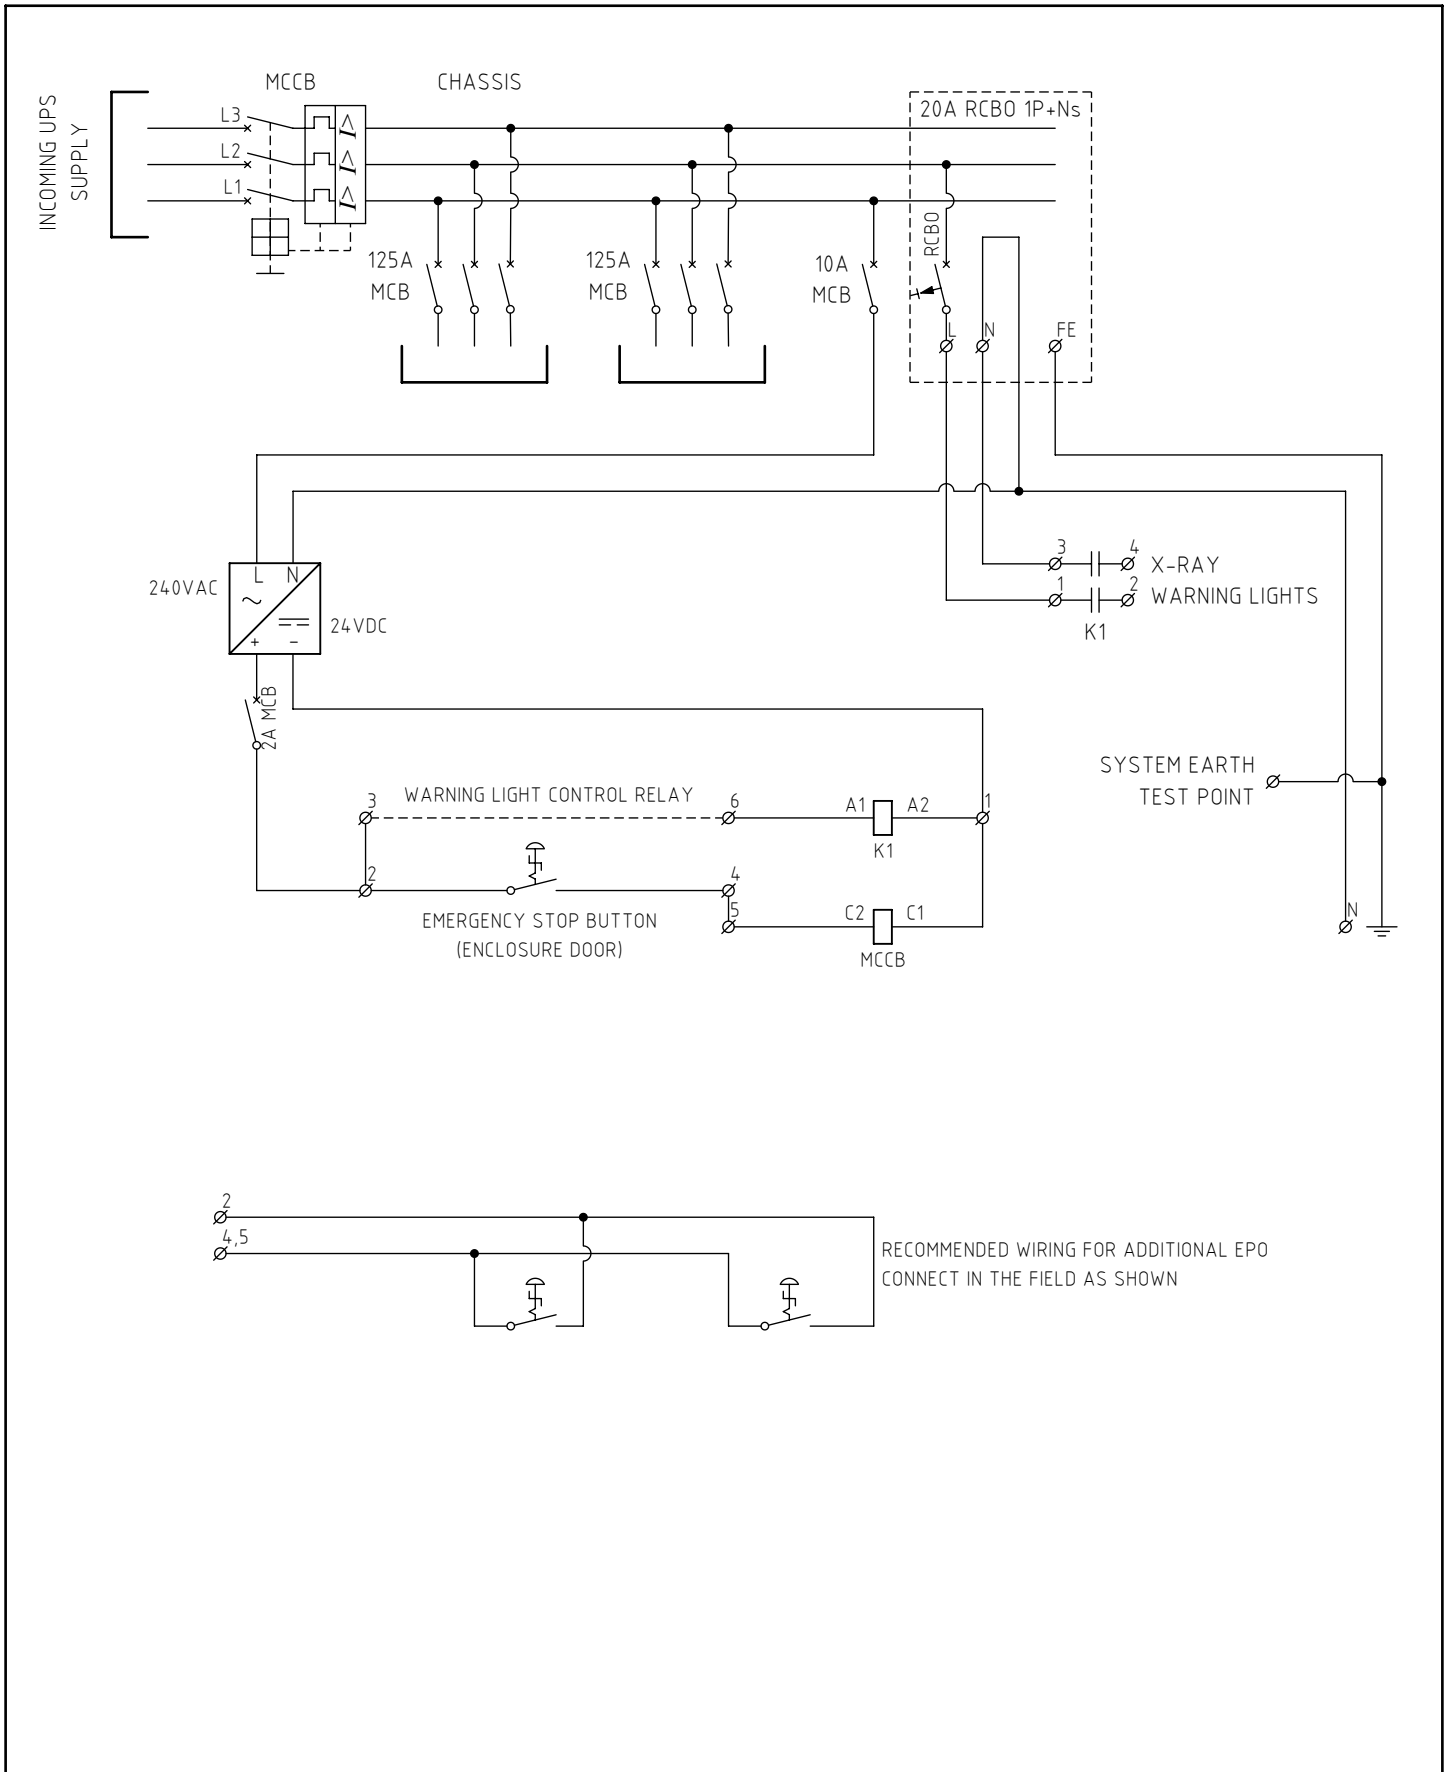 MCCB
CHASSIS
INCOMING UPS
SUPPLY
L3
L2
L1
20A RCBO 1P+Ns
RCBO
125A
MCB
125A
MCB
10A
MCB
L
N
FE
240VAC
L
N
+
-
24VDC
3
4
X-RAY
1
2
WARNING LIGHTS
K1
2A MCB
SYSTEM EARTH
TEST POINT
3
WARNING LIGHT CONTROL RELAY
6
A1
A2
1
K1
2
4
5
EMERGENCY STOP BUTTON
(ENCLOSURE DOOR)
C2
C1
MCCB
N
2
4,5
RECOMMENDED WIRING FOR ADDITIONAL EPO
CONNECT IN THE FIELD AS SHOWN